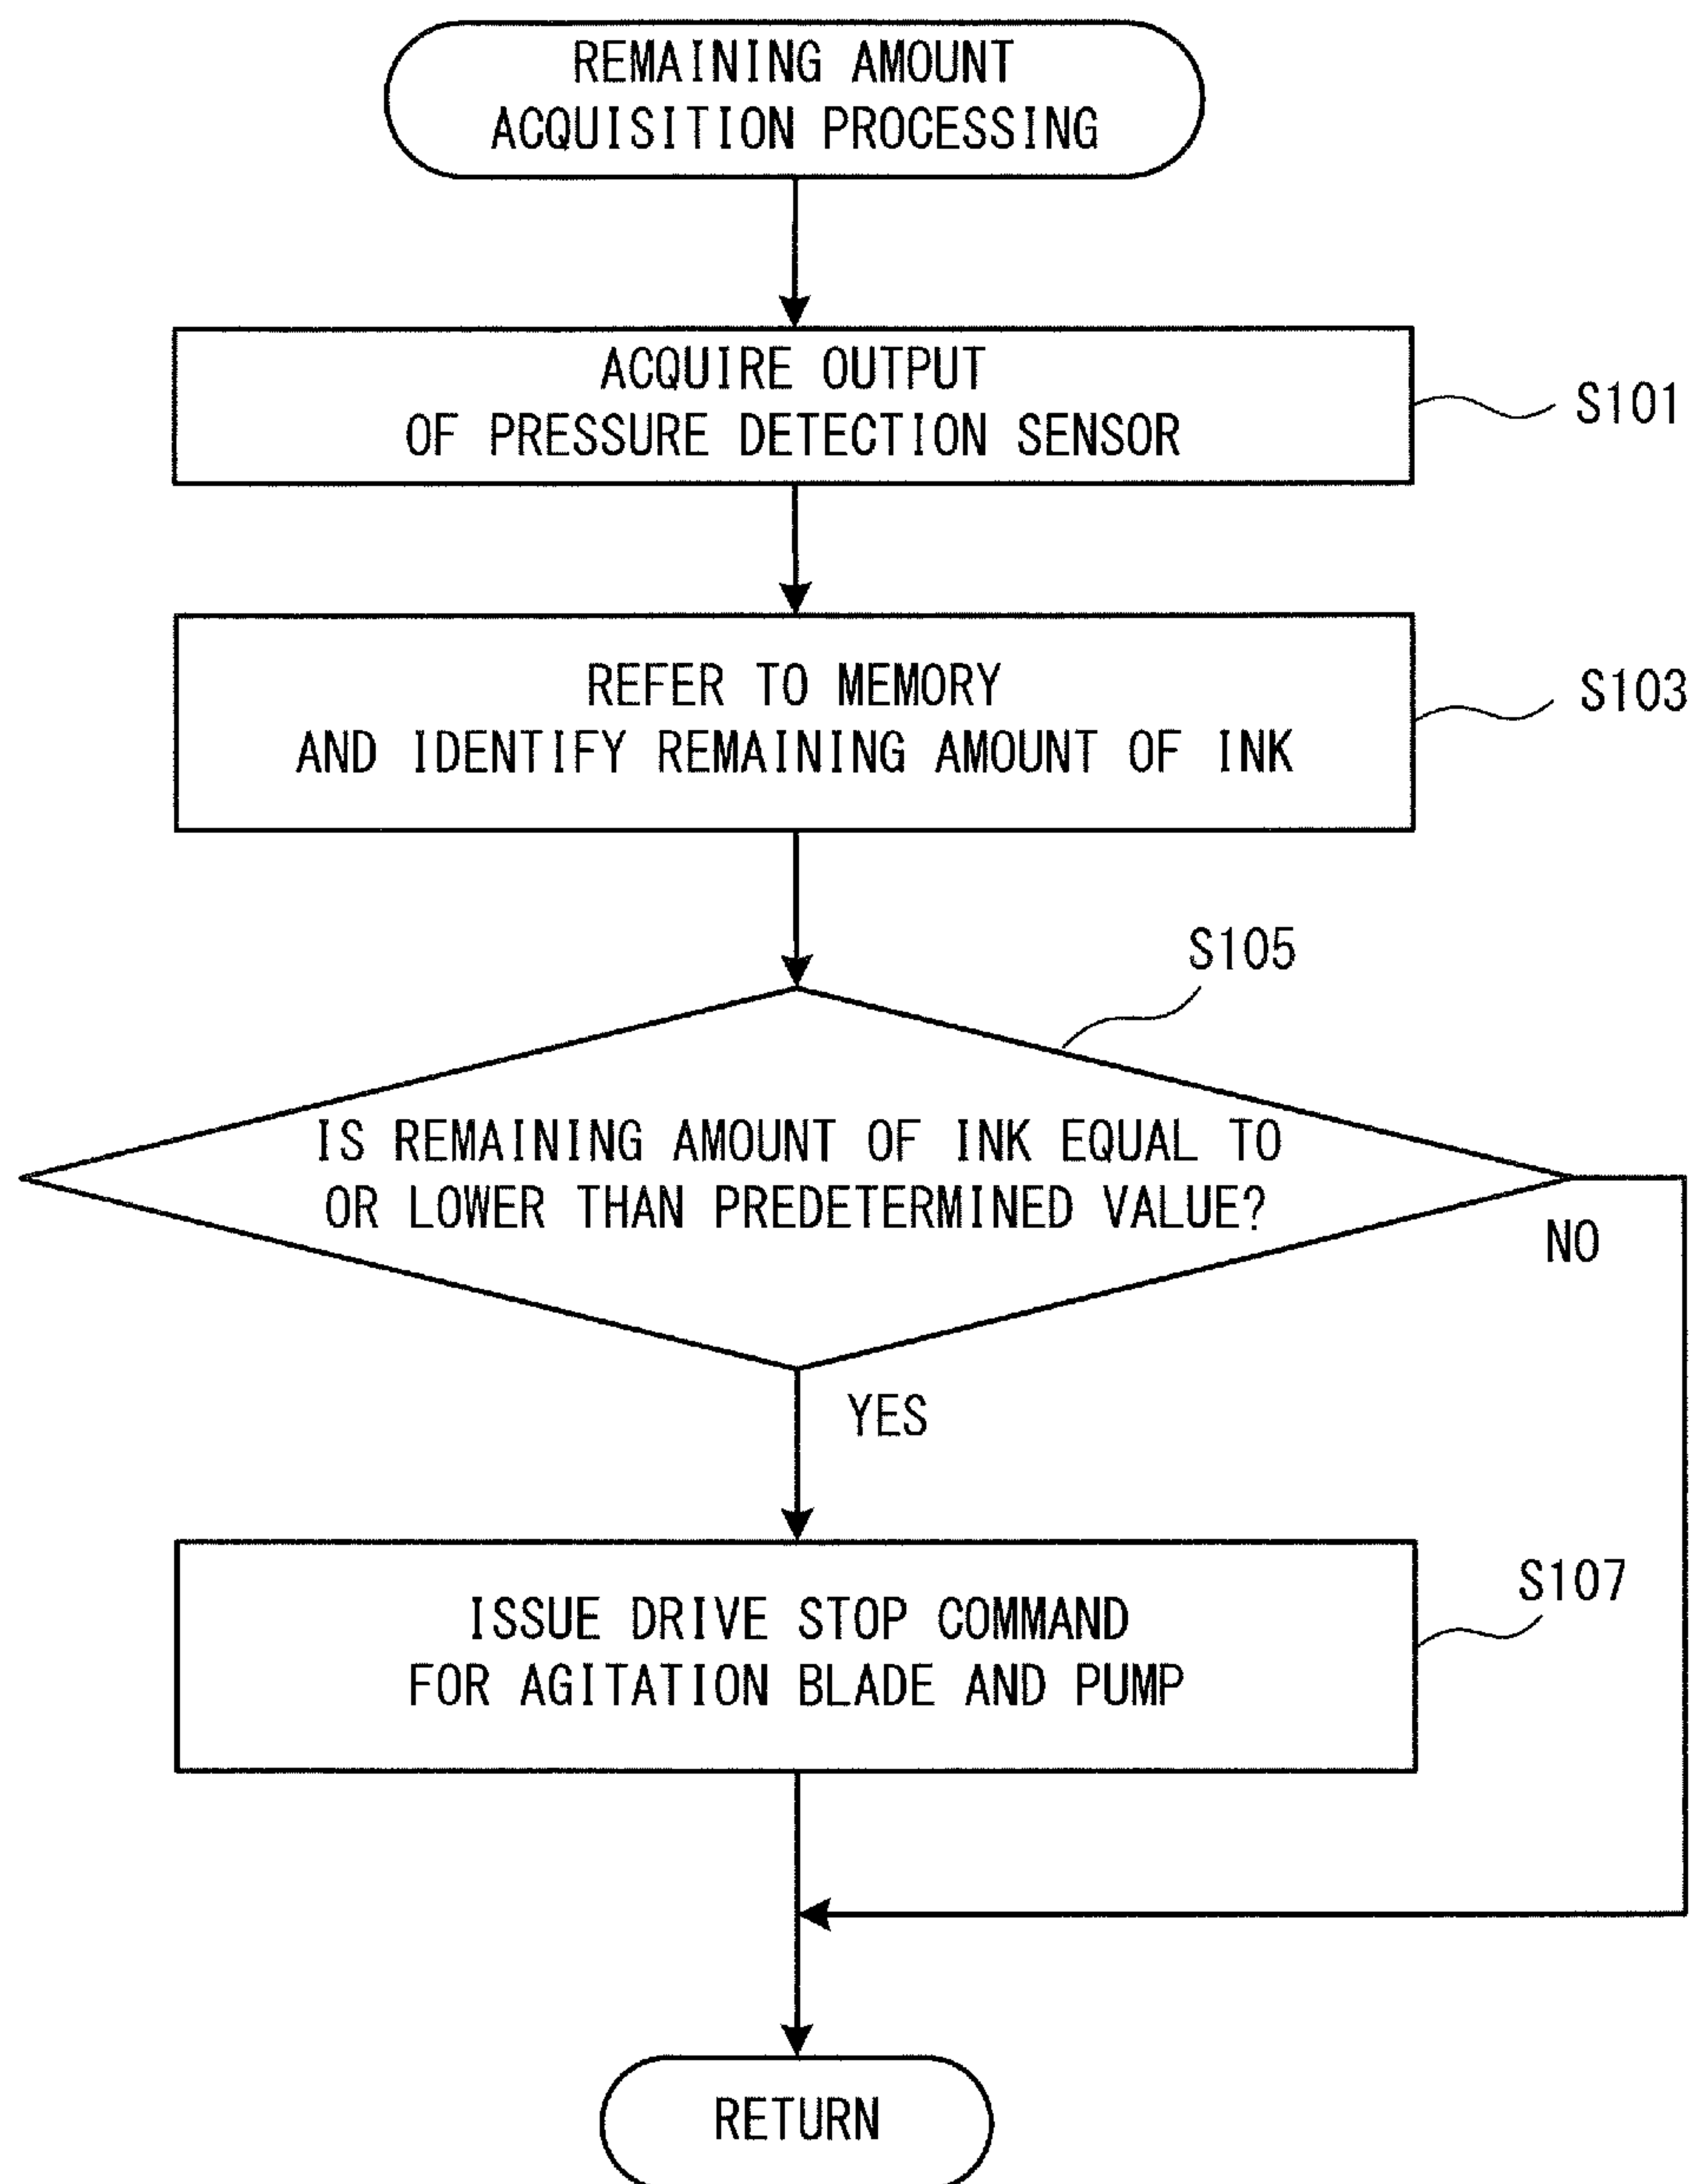 REMAINING AMOUNT
ACQUISITION PROCESSING
ACQUIRE OUTPUT
OF PRESSURE DETECTION SENSOR
S101
REFER TO MEMORY
AND IDENTIFY REMAINING AMOUNT OF INK
S103
S105
IS REMAINING AMOUNT OF INK EQUAL TO
OR LOWER THAN PREDETERMINED VALUE?
NO
YES
ISSUE DRIVE STOP COMMAND
FOR AGITATION BLADE AND PUMP
S107
RETURN